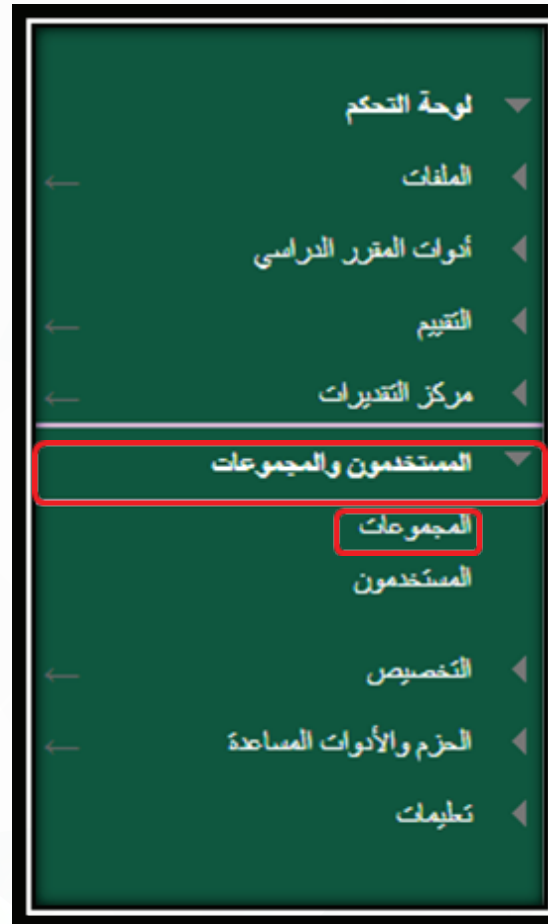 لوحة التحكم
الملفات
أدوات المقرر الدراسي
التقييم
مركز التقديرات
المستخدمون والمجموعات
المجموعات
المستخدمون
التخصيص
الحزم والأدوات المساعدة
تعليمات